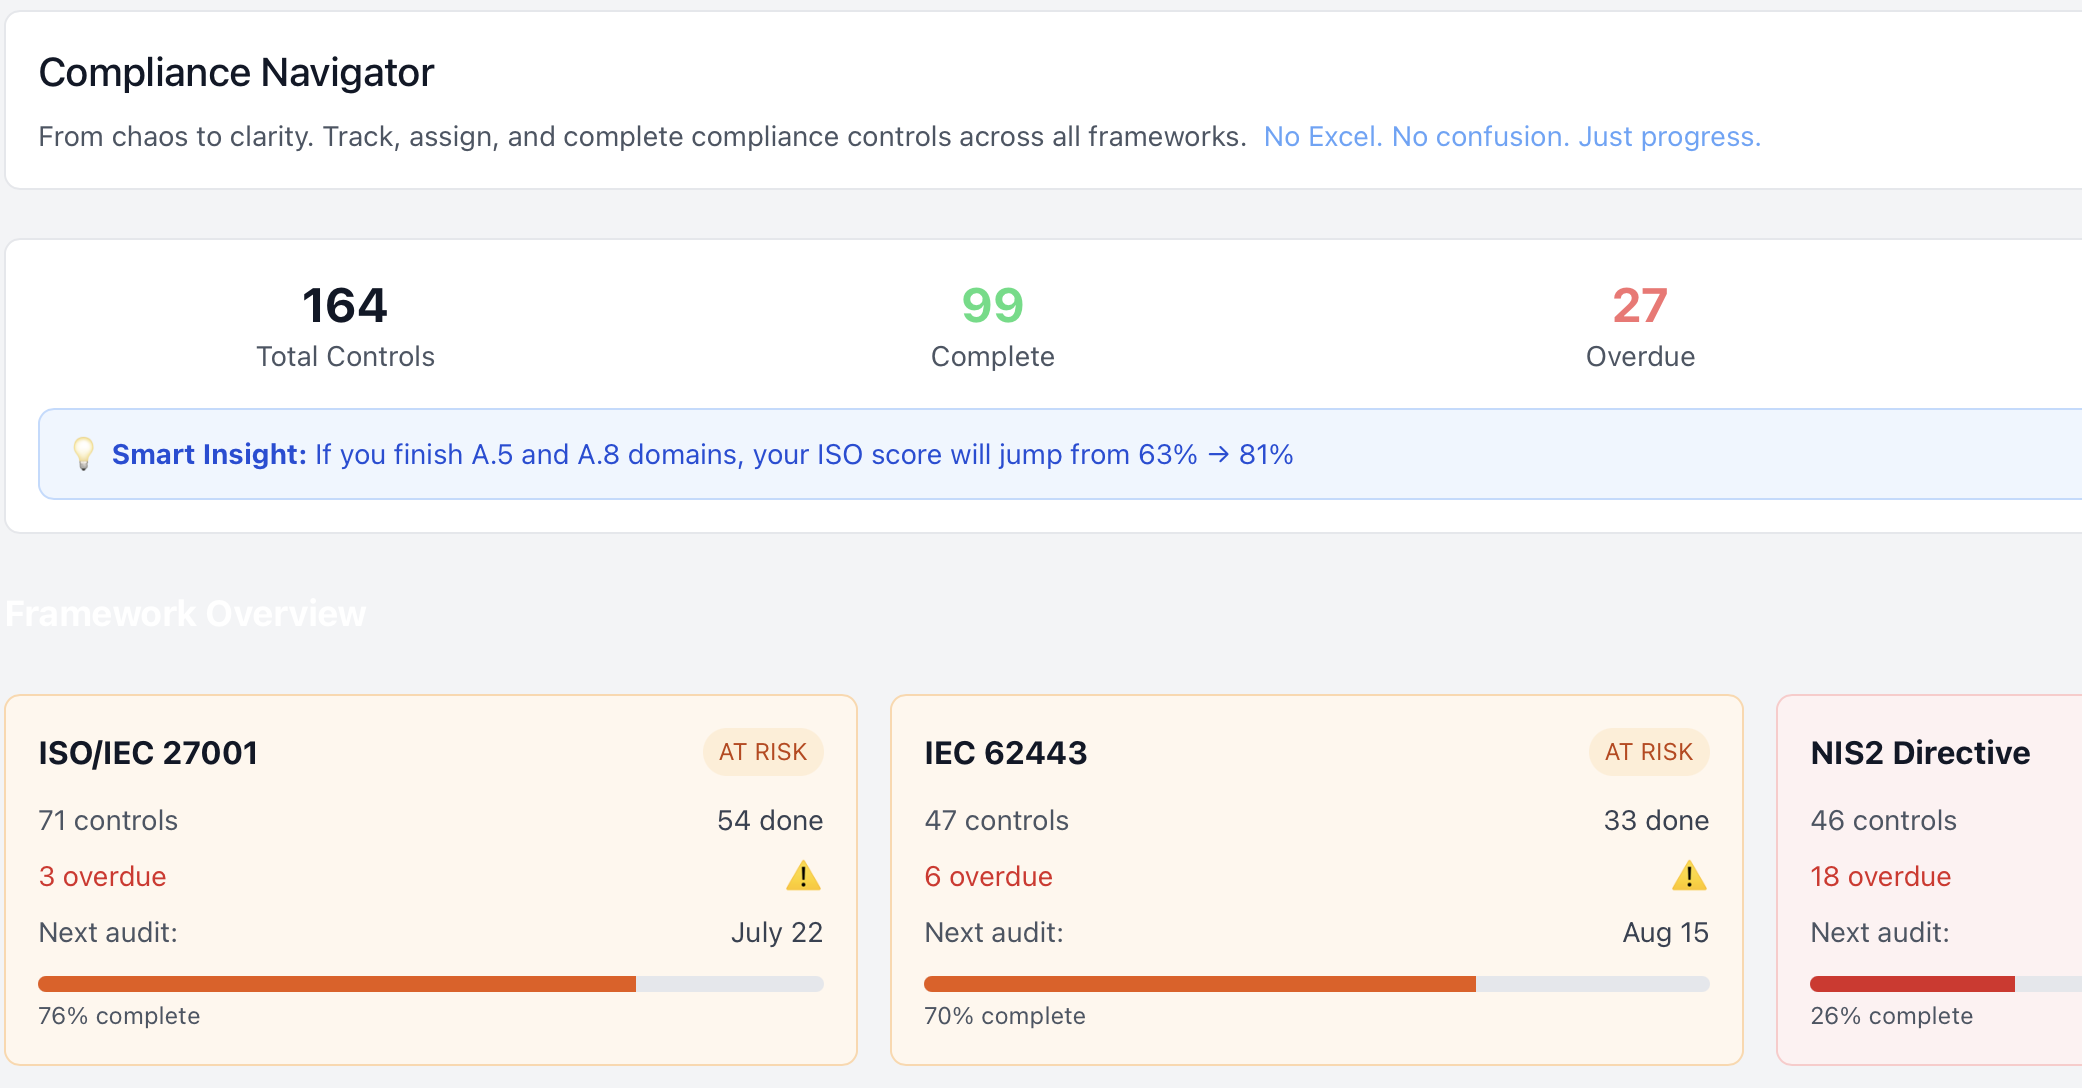 Compliance Navigator
From chaos to clarity. Track, assign, and complete compliance controls across all frameworks. No Excel. No confusion. Just progress.
164
Total Controls
99
Complete
27
Overdue
💡 Smart Insight: If you finish A.5 and A.8 domains, your ISO score will jump from 63% → 81%
Framework Overview
ISO/IEC 27001 AT RISK
71 controls 54 done
3 overdue ⚠️
Next audit: July 22
76% complete
IEC 62443 AT RISK
47 controls 33 done
6 overdue ⚠️
Next audit: Aug 15
70% complete
NIS2 Directive
46 controls
18 overdue
Next audit:
26% complete